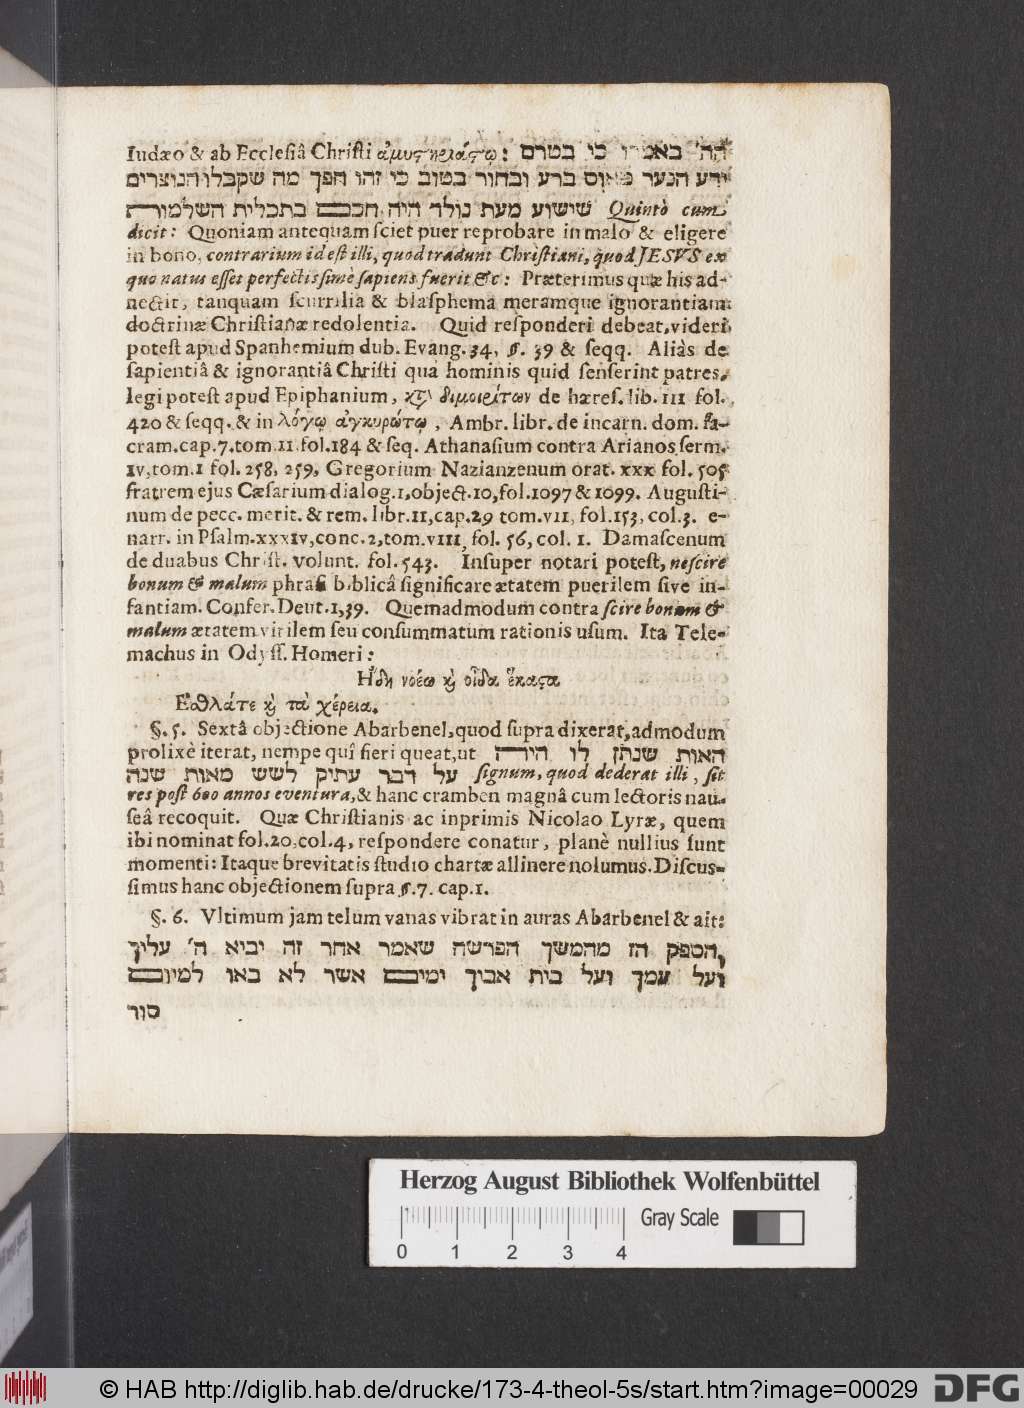 Iudæo & ab Ecclesiâ Christi : הה' באמרו כי בטרם
ידע הנער מאוס ברע ובחור בטוב כי זהו הפך מה שקבלו הנוצרים
שישוע מעת נולד היה חכם בתכלית השלמות Quintò cum
dicit: Quoniam antequam sciet puer reprobare in malo & eligere
in bono, contrarium id est illi, quod tradunt Christiani, quod JESVS ex
quo natus esset perfectissimè sapiens fuerit &c: Præterimus quæ his ad-
nectit, tanquam scurrilia & blasphema meramque ignorantiam
doctrinæ Christianæ redolentia. Quid responderi debeat, videri
potest apud Spanhemium dub. Evang. 34, §. 39 & seqq. Aliàs de
sapientiâ & ignorantiâ Christi quà hominis quid senserint patres,
legi potest apud Epiphanium, κτ διμοιριτων de hæres. lib. III fol.
420 & seqq. & in λόγῳ ἀγκυρώτῳ, Ambr. libr. de incarn. dom. sa-
cram. cap. 7. tom. II. fol. 184 & seq. Athanasium contra Arianos serm.
IV, tom. I fol. 258, 259, Gregorium Nazianzenum orat. XXX fol. 505
fratrem ejus Cæsarium dialog. 1, object. 10, fol. 1097 & 1099. Augusti-
num de pecc. merit. & rem. libr. II, cap. 29 tom. VII, fol. 153, col. 3. e-
narr. in Psalm. XXXIV, conc. 2, tom. VIII, fol. 56, col. 1. Damascenum
de duabus Christ. volunt. fol. 543. Insuper notari potest, nescire
bonum & malum phrasi biblicâ significare ætatem puerilem sive in-
fantiam. Confer. Deut. 1, 39. Quemadmodum contra scire bonum &
malum ætatem virilem seu consummatum rationis usum. Ita Tele-
machus in Odyss. Homeri:
Ηδη νοέω κ̀ οἶδα ἕκαστα
Εσθλάτε κ̀ τὰ χέρεια.
§. 5. Sextâ objectione Abarbenel, quod supra dixerat, admodum
prolixè iterat, nempe quî fieri queat, ut האות שנתן לו היה
על דבר עתיק לשש מאות שנה signum, quod dederat illi, sit
res post 600 annos eventura, & hanc cramben magnâ cum lectoris nau-
seâ recoquit. Quæ Christianis ac inprimis Nicolao Lyræ, quem
ibi nominat fol. 20, col. 4, respondere conatur, planè nullius sunt
momenti: Itaque brevitatis studio chartæ allinere nolumus. Discus-
simus hanc objectionem supra §. 7. cap. 1.
§. 6. Vltimum jam telum vanas vibrat in auras Abarbenel & ait:
הספק הז מהמשך הפרשה שאמר אחר זה יביא ה' עליך
ועל עמך ועל בית אביך ימים אשר לא באו למיום
סור
Herzog August Bibliothek Wolfenbüttel
Gray Scale
0 1 2 3 4
© HAB http://diglib.hab.de/drucke/173-4-theol-5s/start.htm?image=00029
DFG